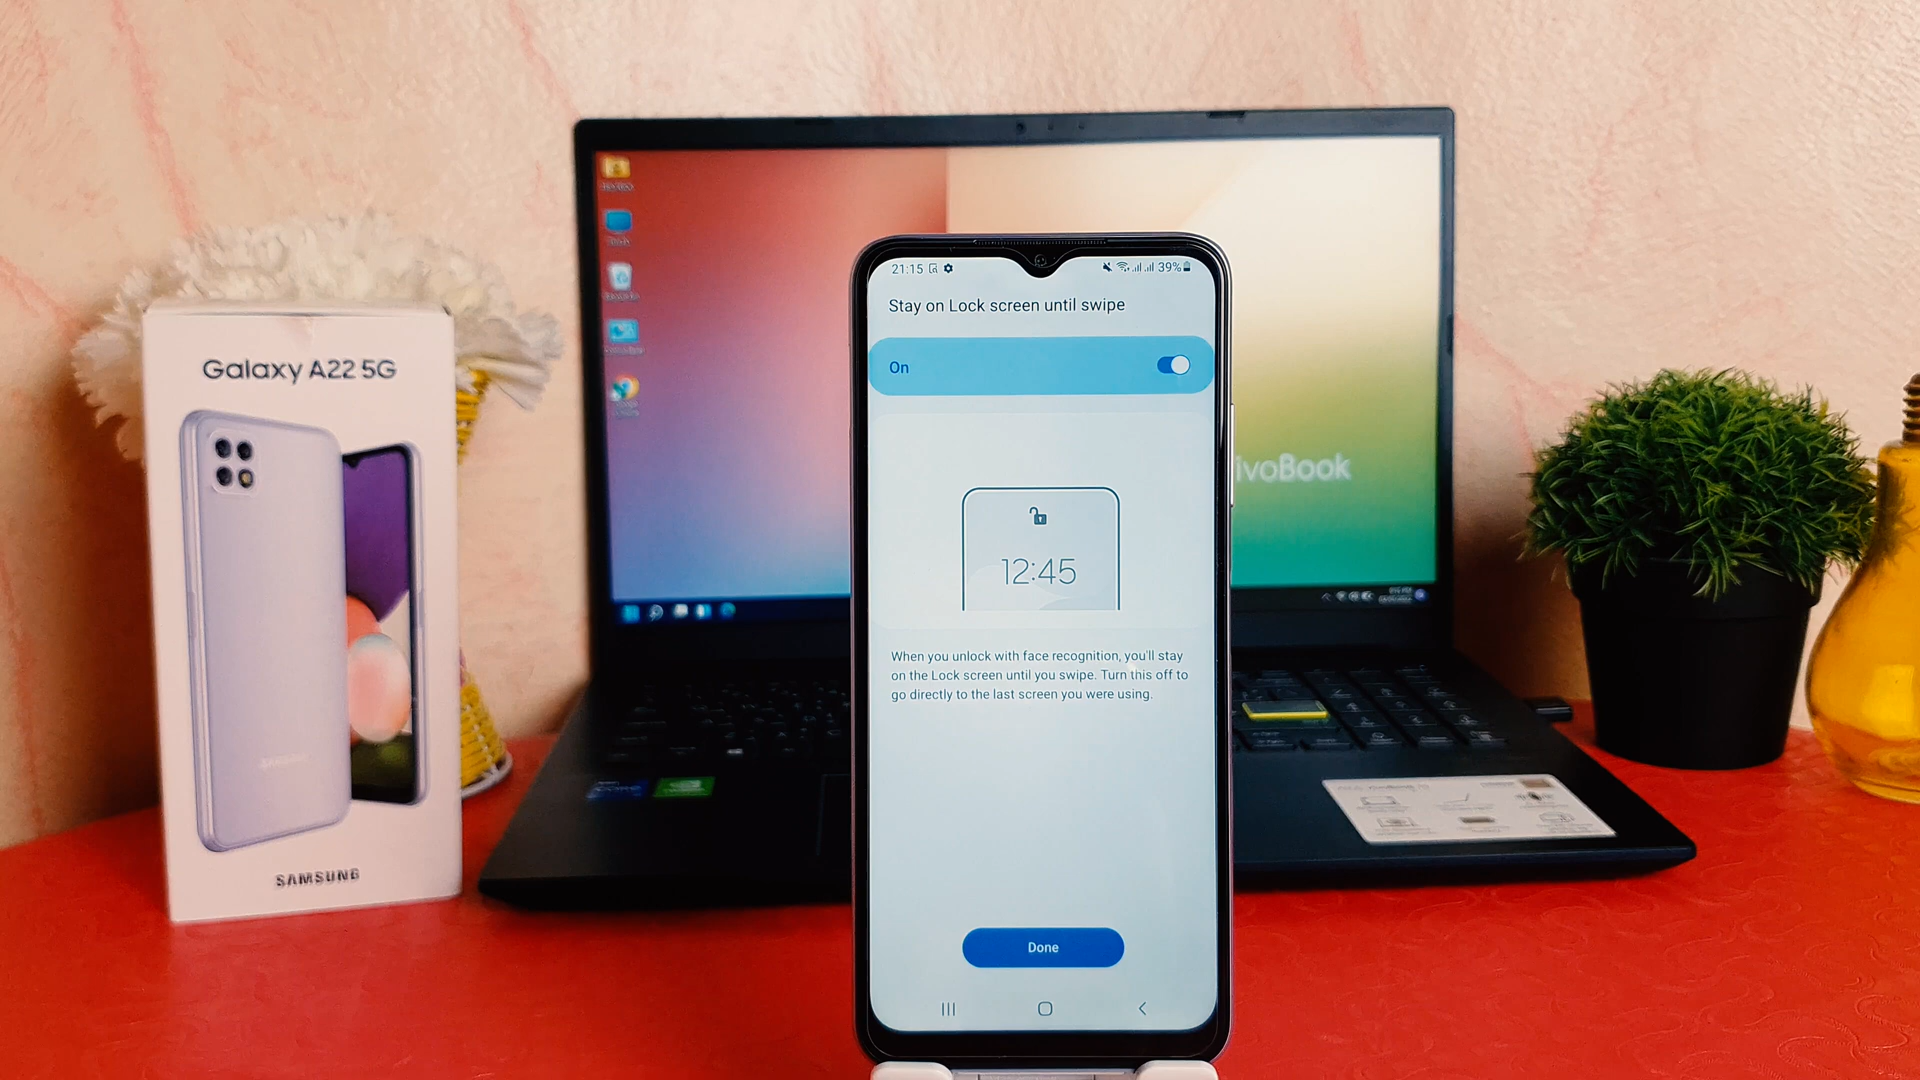 Galaxy A22 5G
SAMSUNG
21:15
39%
Stay on Lock screen until swipe
On
12:45
When you unlock with face recognition, you'll stay
on the Lock screen until you swipe. Turn this off to
go directly to the last screen you were using.
Done
ivoBook